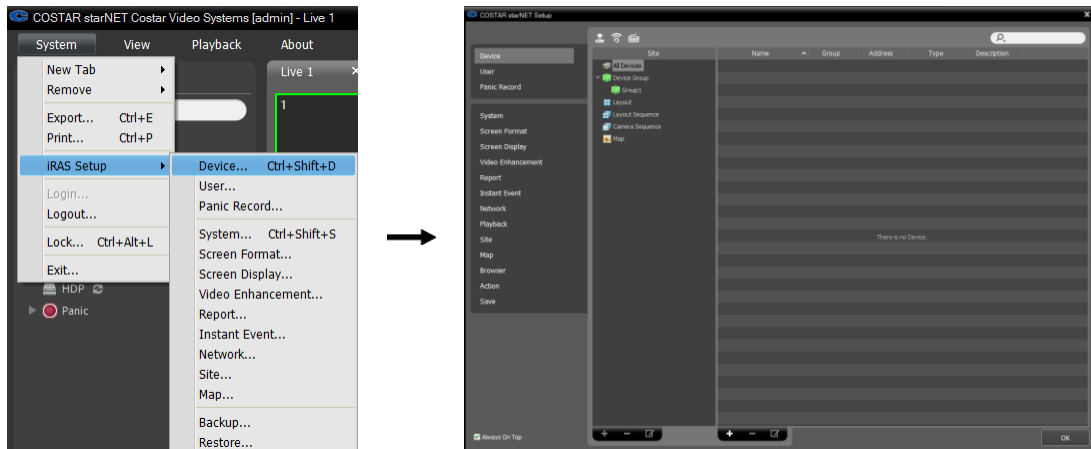 COSTAR starNET Costar Video Systems [admin] - Live 1
System View Playback About
New Tab
Remove
Export... Ctrl+E
Print... Ctrl+P
iRAS Setup
Login...
Logout...
Lock... Ctrl+Alt+L
Exit...
Live 1 ×
1
HDP
Panic
Device... Ctrl+Shift+D
User...
Panic Record...
System... Ctrl+Shift+S
Screen Format...
Screen Display...
Video Enhancement...
Report...
Instant Event...
Network...
Site...
Map...
Backup...
Restore...
COSTAR starNET Setup
Device
User
Panic Record
System
Screen Format
Screen Display
Video Enhancement
Report
Instant Event
Network
Playback
Site
Map
Browser
Action
Save
Always On Top
Site
All Devices
Device Group
Group1
Layout
Layout Sequence
Camera Sequence
Map
Name Group Address Type Description
There is no Device.
OK